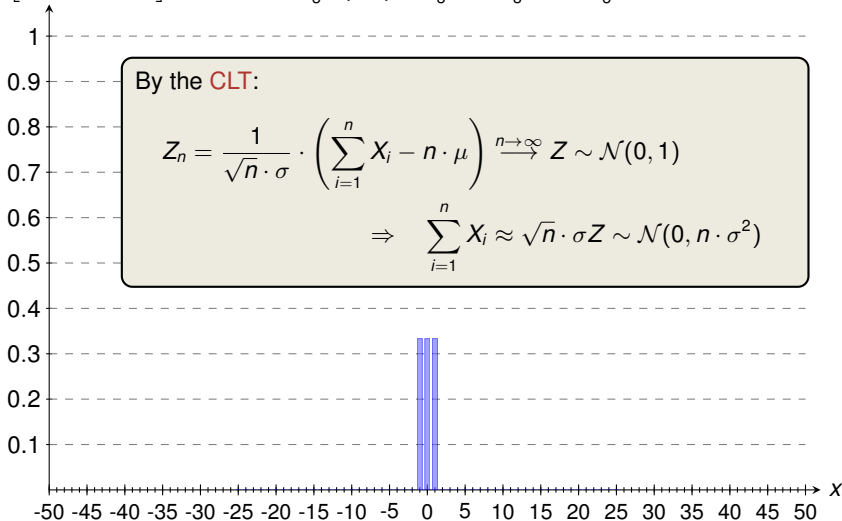 1
0.9
By the CLT:
0.8
Z_n = 1 / (√n · σ) · (∑_{i=1}^{n} X_i − n · μ) n→∞ ⟶ Z ∼ 𝒩(0, 1)
0.7
0.6
⇒ ∑_{i=1}^{n} X_i ≈ √n · σZ ∼ 𝒩(0, n · σ²)
0.5
0.4
0.3
0.2
0.1
x
-50 -45 -40 -35 -30 -25 -20 -15 -10 -5 0 5 10 15 20 25 30 35 40 45 50